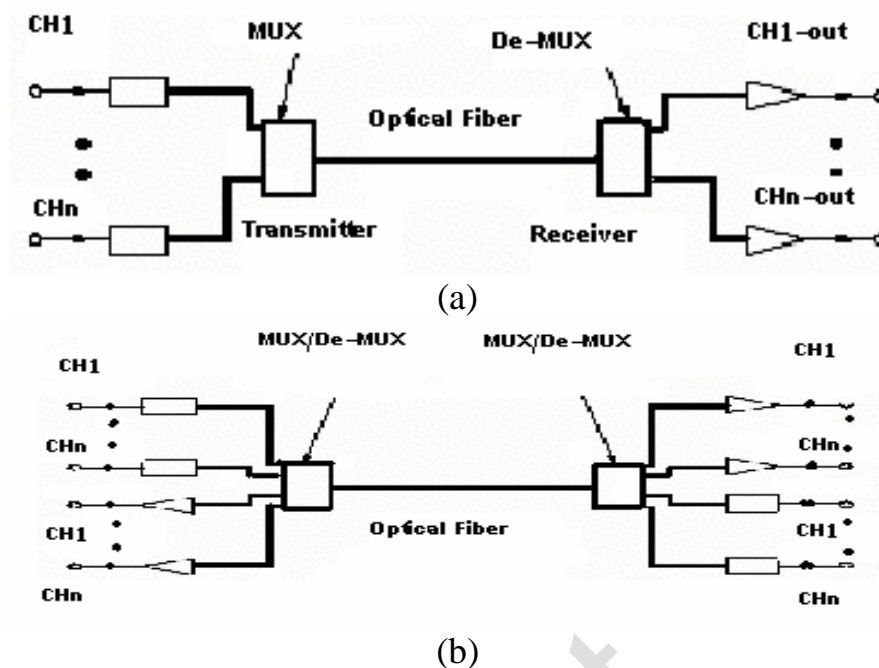 CH1
MUX
De-MUX
CH1-out
Optical Fiber
CHn
CHn-out
Transmitter
Receiver
(a)
MUX/De-MUX
MUX/De-MUX
CH1
CH1
CHn
CHn
Optical Fiber
CH1
CH1
CHn
CHn
(b)